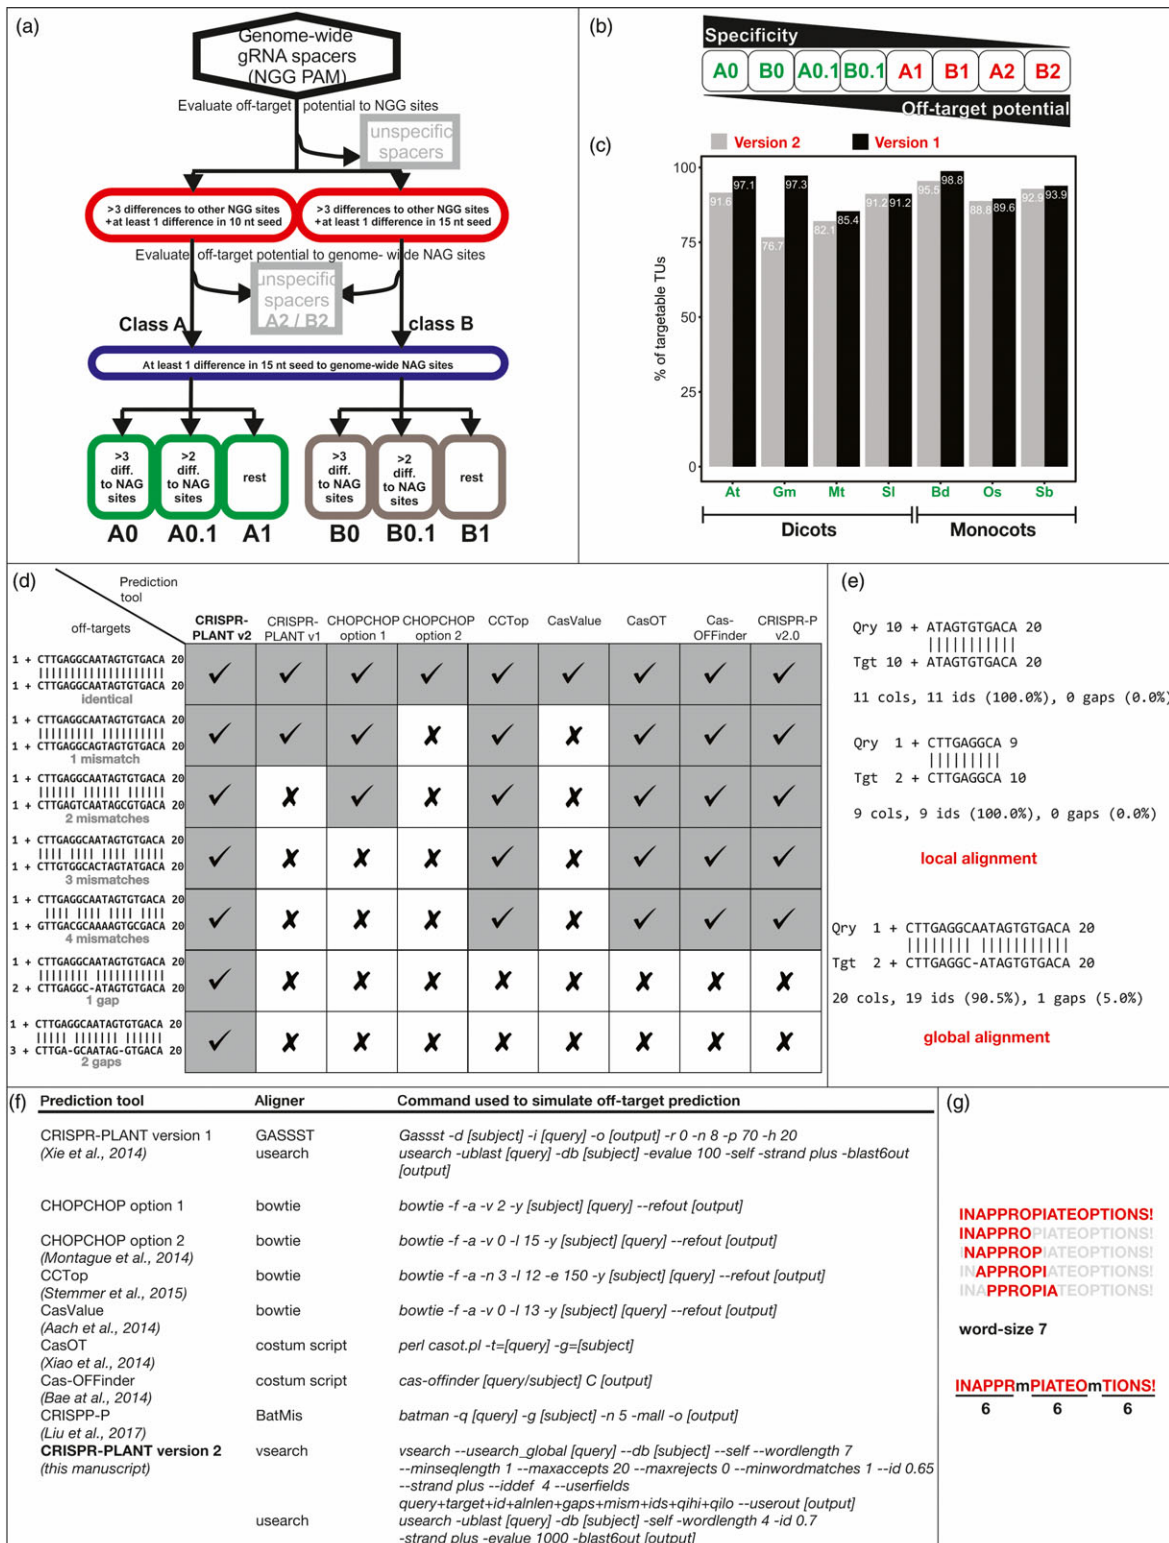 (a)
Genome-wide
gRNA spacers
(NGG PAM)
Evaluate off-target potential to NGG sites
unspecific
spacers
>3 differences to other NGG sites
+at least 1 difference in 10 nt seed
>3 differences to other NGG sites
+at least 1 difference in 15 nt seed
Evaluate off-target potential to genome- wide NAG sites
unspecific
spacers
A2 / B2
Class A
class B
At least 1 difference in 15 nt seed to genome-wide NAG sites
>3
diff.
to NAG
sites
>2
diff.
to NAG
sites
rest
>3
diff.
to NAG
sites
>2
diff.
to NAG
sites
rest
A0 A0.1 A1 B0 B0.1 B1
(b)
Specificity
A0 B0 A0.1 B0.1 A1 B1 A2 B2
Off-target potential
(c)
Version 2 Version 1
% of targetable TUs
100
75
50
25
0
91.6 97.1 76.7 97.3 82.1 85.4 91.2 91.2 95.5 98.8 88.8 89.6 92.9 93.9
At Gm Mt Sl Bd Os Sb
Dicots Monocots
(d)
Prediction
tool
off-targets
CRISPR-
PLANT v2
CRISPR-
PLANT v1
CHOPCHOP
option 1
CHOPCHOP
option 2
CCTop
CasValue
CasOT
Cas-
OFFinder
CRISPR-P
v2.0
1 + CTTGAGGCAATAGTGTGACA 20
1 + CTTGAGGCAATAGTGTGACA 20
identical
1 + CTTGAGGCAATAGTGTGACA 20
1 + CTTGAGGCAGTAGTGTGACA 20
1 mismatch
1 + CTTGAGGCAATAGTGTGACA 20
1 + CTTGAGTCAATAGCGTGACA 20
2 mismatches
1 + CTTGAGGCAATAGTGTGACA 20
1 + CTTGTGGCACTAGTATGACA 20
3 mismatches
1 + CTTGAGGCAATAGTGTGACA 20
1 + GTTGACGCAAAAGTGCGACA 20
4 mismatches
1 + CTTGAGGCAATAGTGTGACA 20
2 + CTTGAGGC-ATAGTGTGACA 20
1 gap
1 + CTTGAGGCAATAGTGTGACA 20
3 + CTTGA-GCAATAG-GTGACA 20
2 gaps
(e)
Qry 10 + ATAGTGTGACA 20
Tgt 10 + ATAGTGTGACA 20
11 cols, 11 ids (100.0%), 0 gaps (0.0%)
Qry 1 + CTTGAGGCA 9
Tgt 2 + CTTGAGGCA 10
9 cols, 9 ids (100.0%), 0 gaps (0.0%)
local alignment
Qry 1 + CTTGAGGCAATAGTGTGACA 20
Tgt 2 + CTTGAGGC-ATAGTGTGACA 20
20 cols, 19 ids (90.5%), 1 gaps (5.0%)
global alignment
(f)
Prediction tool Aligner Command used to simulate off-target prediction
CRISPR-PLANT version 1 GASSST Gassst -d [subject] -i [query] -o [output] -r 0 -n 8 -p 70 -h 20
(Xie et al., 2014) usearch usearch -ublast [query] -db [subject] -evalue 100 -self -strand plus -blast6out
[output]
CHOPCHOP option 1 bowtie bowtie -f -a -v 2 -y [subject] [query] --refout [output]
CHOPCHOP option 2 bowtie bowtie -f -a -v 0 -l 15 -y [subject] [query] --refout [output]
(Montague et al., 2014)
CCTop bowtie bowtie -f -a -n 3 -l 12 -e 150 -y [subject] [query] --refout [output]
(Stemmer et al., 2015)
CasValue bowtie bowtie -f -a -v 0 -l 13 -y [subject] [query] --refout [output]
(Aach et al., 2014)
CasOT costum script perl casot.pl -t=[query] -g=[subject]
(Xiao et al., 2014)
Cas-OFFinder costum script cas-offinder [query/subject] C [output]
(Bae at al., 2014)
CRISPP-P BatMis batman -q [query] -g [subject] -n 5 -mall -o [output]
(Liu et al., 2017)
CRISPR-PLANT version 2 vsearch vsearch --usearch_global [query] --db [subject] --self --wordlength 7
(this manuscript) --minseqlength 1 --maxaccepts 20 --maxrejects 0 --minwordmatches 1 --id 0.65
--strand plus --iddef 4 --userfields
query+target+id+alnlen+gaps+mism+ids+qihi+qilo --userout [output]
usearch usearch -ublast [query] -db [subject] -self -wordlength 4 -id 0.7
-strand plus -evalue 1000 -blast6out [output]
(g)
INAPPROPIATEOPTIONS!
INAPPROPIATEOPTIONS!
INAPPROPIATEOPTIONS!
INAPPROPIATEOPTIONS!
INAPPROPIATEOPTIONS!
word-size 7
INAPPRmPIATEOmTIONS!
6 6 6